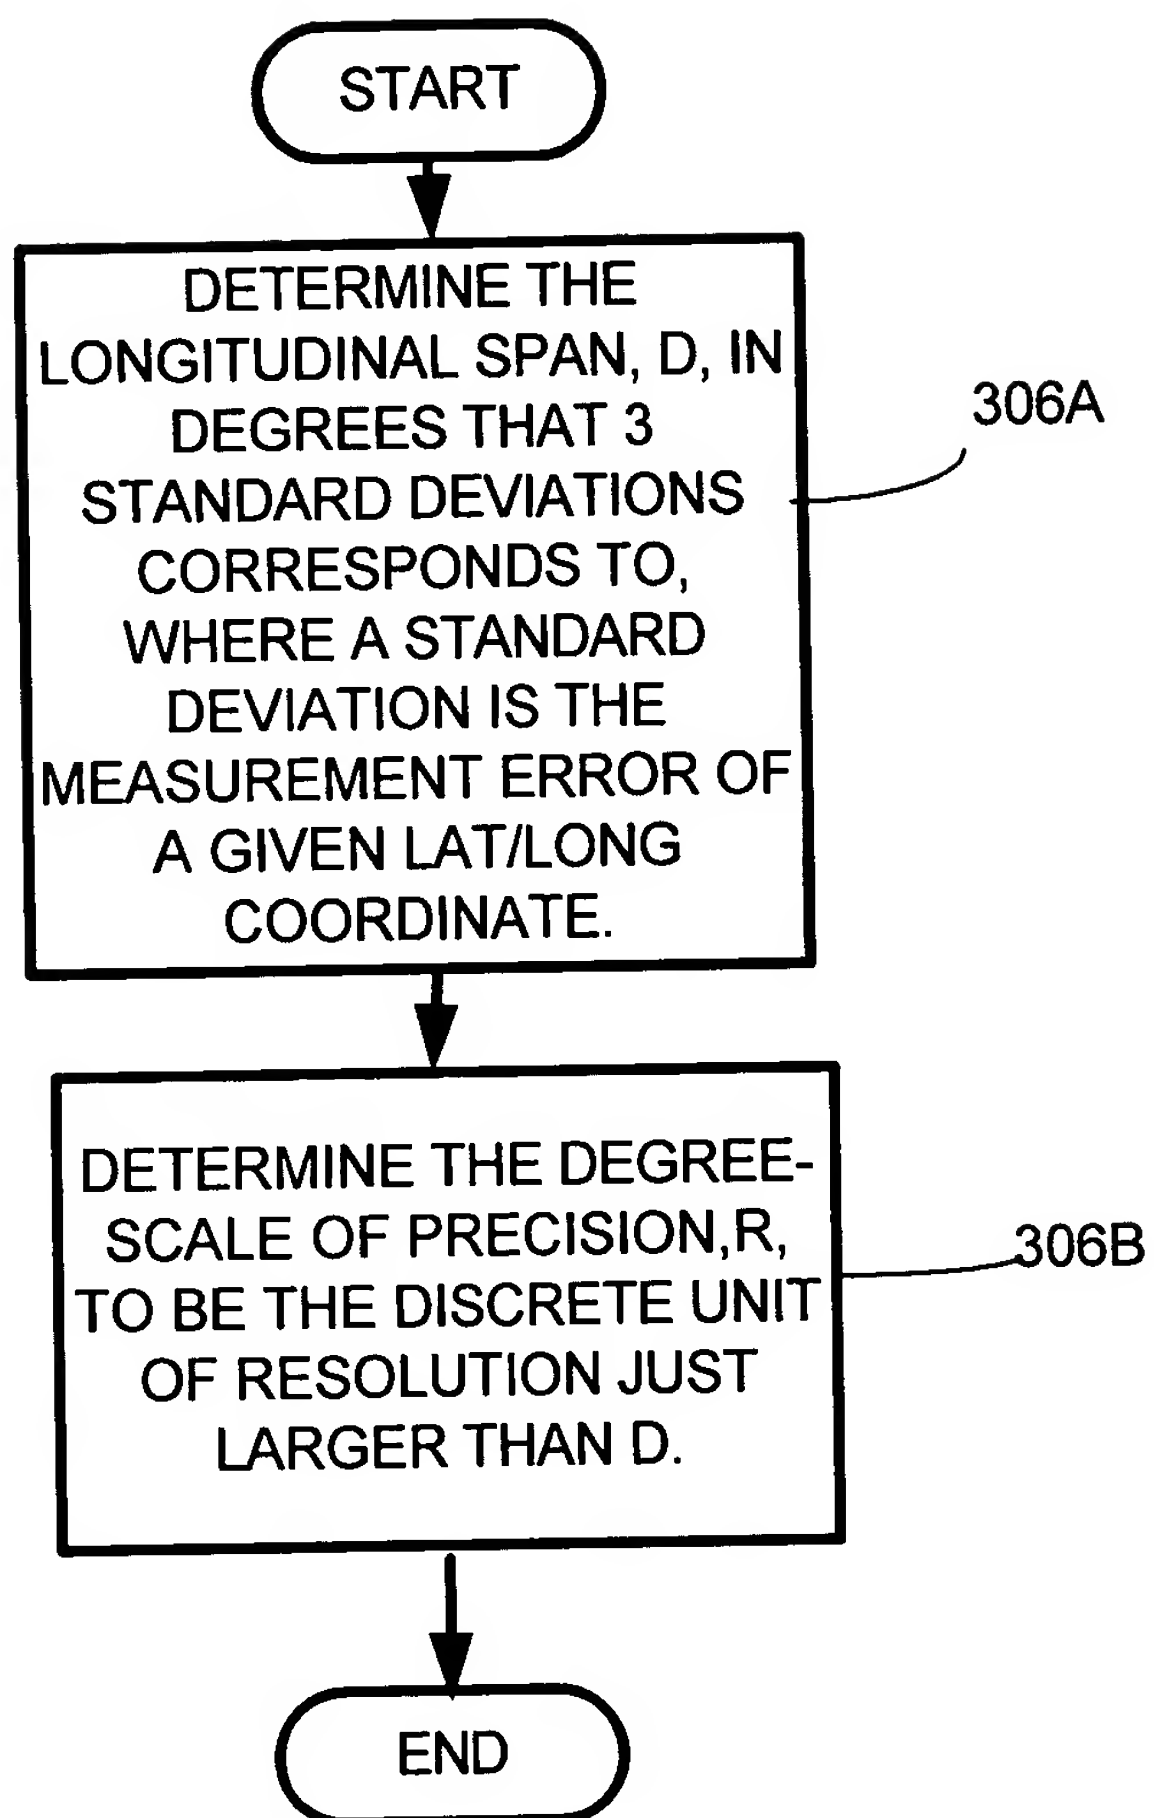 START
DETERMINE THE
LONGITUDINAL SPAN, D, IN
DEGREES THAT 3
STANDARD DEVIATIONS
CORRESPONDS TO,
WHERE A STANDARD
DEVIATION IS THE
MEASUREMENT ERROR OF
A GIVEN LAT/LONG
COORDINATE.
306A
DETERMINE THE DEGREE-
SCALE OF PRECISION,R,
TO BE THE DISCRETE UNIT
OF RESOLUTION JUST
LARGER THAN D.
306B
END